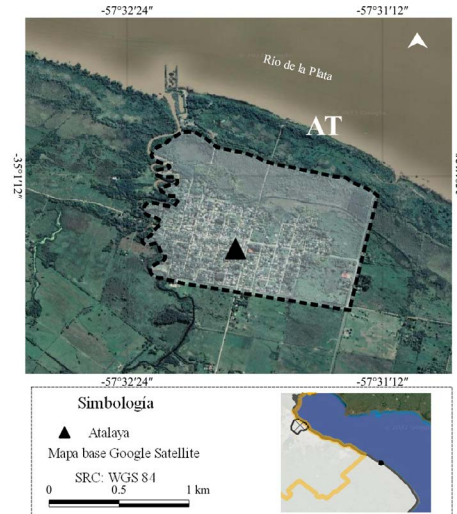 -57°32'24" -57°31'12"
Río de la Plata
AT
-35°1'12"
-57°32'24" -57°31'12"
Simbología
Atalaya
Mapa base Google Satellite
SRC: WGS 84
0 0.5 1 km